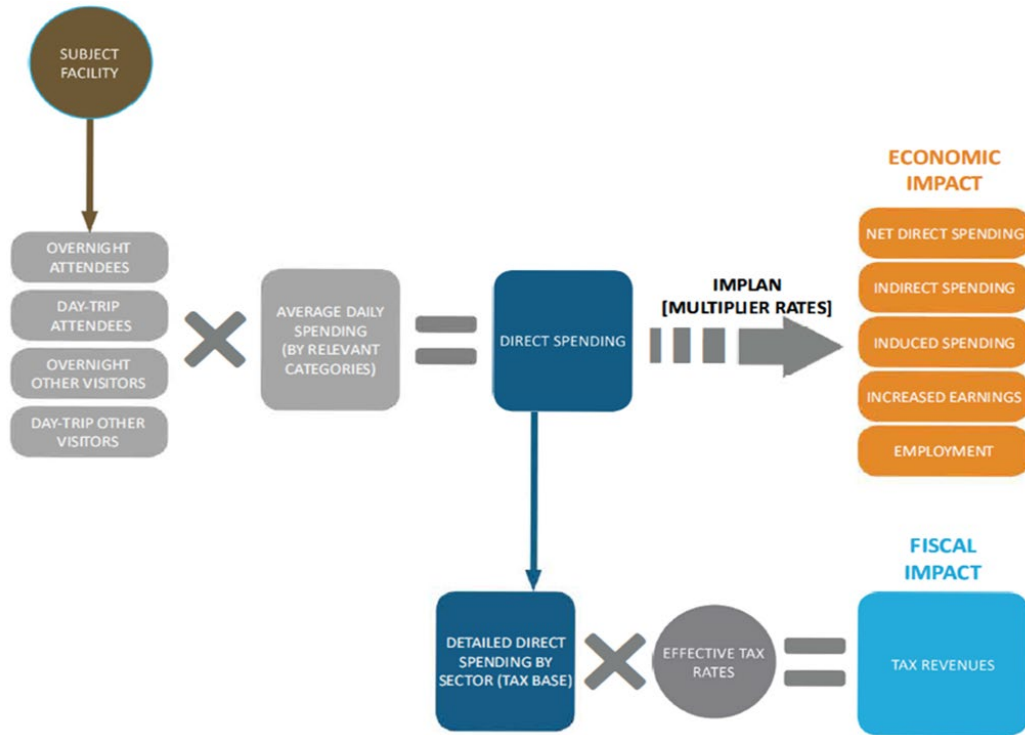 SUBJECT
FACILITY
OVERNIGHT
ATTENDEES
DAY-TRIP
ATTENDEES
OVERNIGHT
OTHER VISITORS
DAY-TRIP OTHER
VISITORS
AVERAGE DAILY
SPENDING
(BY RELEVANT
CATEGORIES)
DIRECT SPENDING
IMPLAN
[MULTIPLIER RATES]
ECONOMIC
IMPACT
NET DIRECT SPENDING
INDIRECT SPENDING
INDUCED SPENDING
INCREASED EARNINGS
EMPLOYMENT
DETAILED DIRECT
SPENDING BY
SECTOR (TAX BASE)
EFFECTIVE TAX
RATES
FISCAL
IMPACT
TAX REVENUES